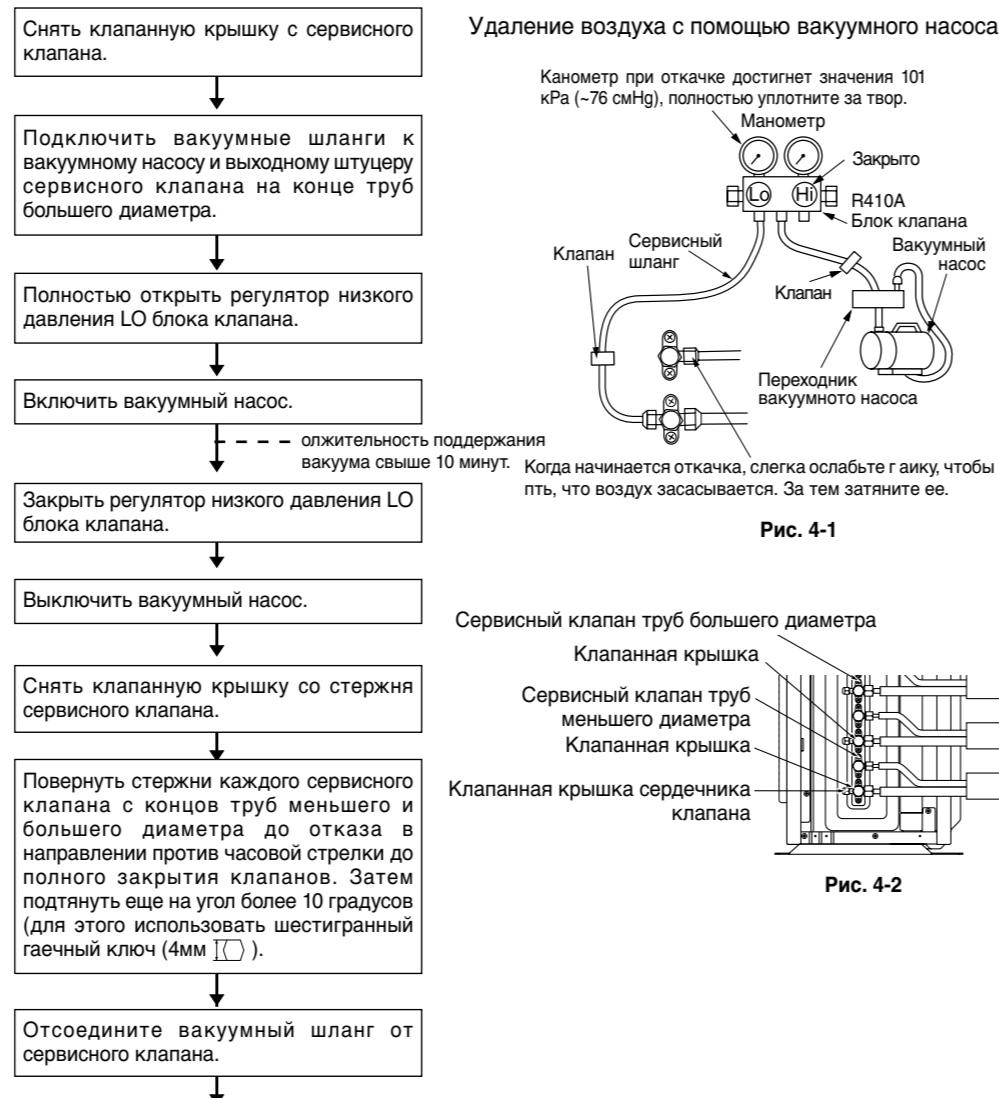 Снять клапанную крышку с сервисного
клапана.
Подключить вакуумные шланги к
вакуумному насосу и выходному штуцеру
сервисного клапана на конце труб
большего диаметра.
Полностью открыть регулятор низкого
давления LO блока клапана.
Включить вакуумный насос.
олжительность поддержания
вакуума свыше 10 минут.
Закрыть регулятор низкого давления LO
блока клапана.
Выключить вакуумный насос.
Снять клапанную крышку со стержня
сервисного клапана.
Повернуть стержни каждого сервисного
клапана с концов труб меньшего и
большего диаметра до отказа в
направлении против часовой стрелки до
полного закрытия клапанов. Затем
подтянуть еще на угол более 10 градусов
(для этого использовать шестигранный
гаечный ключ (4мм ).
Отсоедините вакуумный шланг от
сервисного клапана.
Удаление воздуха с помощью вакуумного насоса
Канометр при откачке достигнет значения 101
кРа (~76 смHg), полностью уплотните за твор.
Манометр
Закрыто
Lo
Hi
R410A
Блок клапана
Клапан
Сервисный
шланг
Вакуумный
насос
Клапан
Переходник
вакуумното насоса
Когда начинается откачка, слегка ослабьте г аику, чтобы
пть, что воздух засасывается. За тем затяните ее.
Рис. 4-1
Сервисный клапан труб большего диаметра
Клапанная крышка
Сервисный клапан труб
меньшего диаметра
Клапанная крышка
Клапанная крышка сердечника
клапана
Рис. 4-2